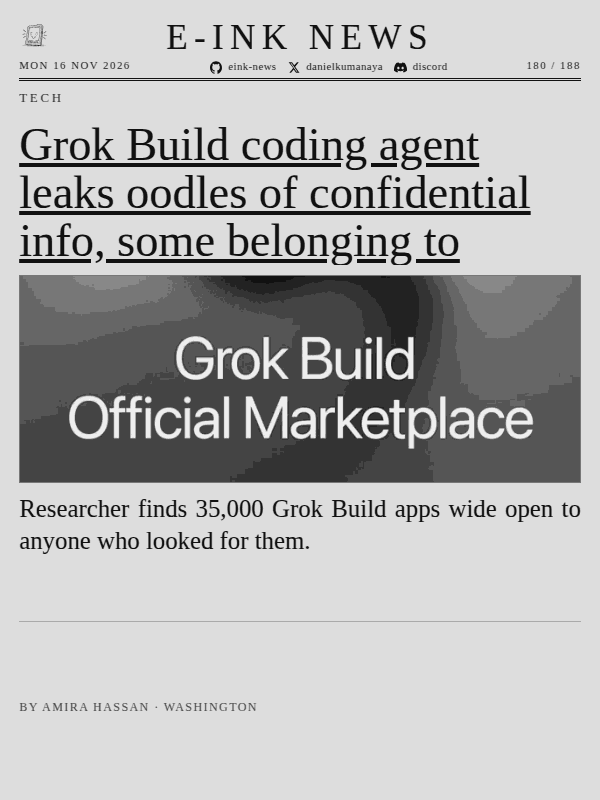 E-INK NEWS
MON 16 NOV 2026
eink-news
danielkumanaya
discord
180 / 188
TECH
Grok Build coding agent
leaks oodles of confidential
info, some belonging to
Grok Build
Official Marketplace
Researcher finds 35,000 Grok Build apps wide open to
anyone who looked for them.
BY AMIRA HASSAN · WASHINGTON